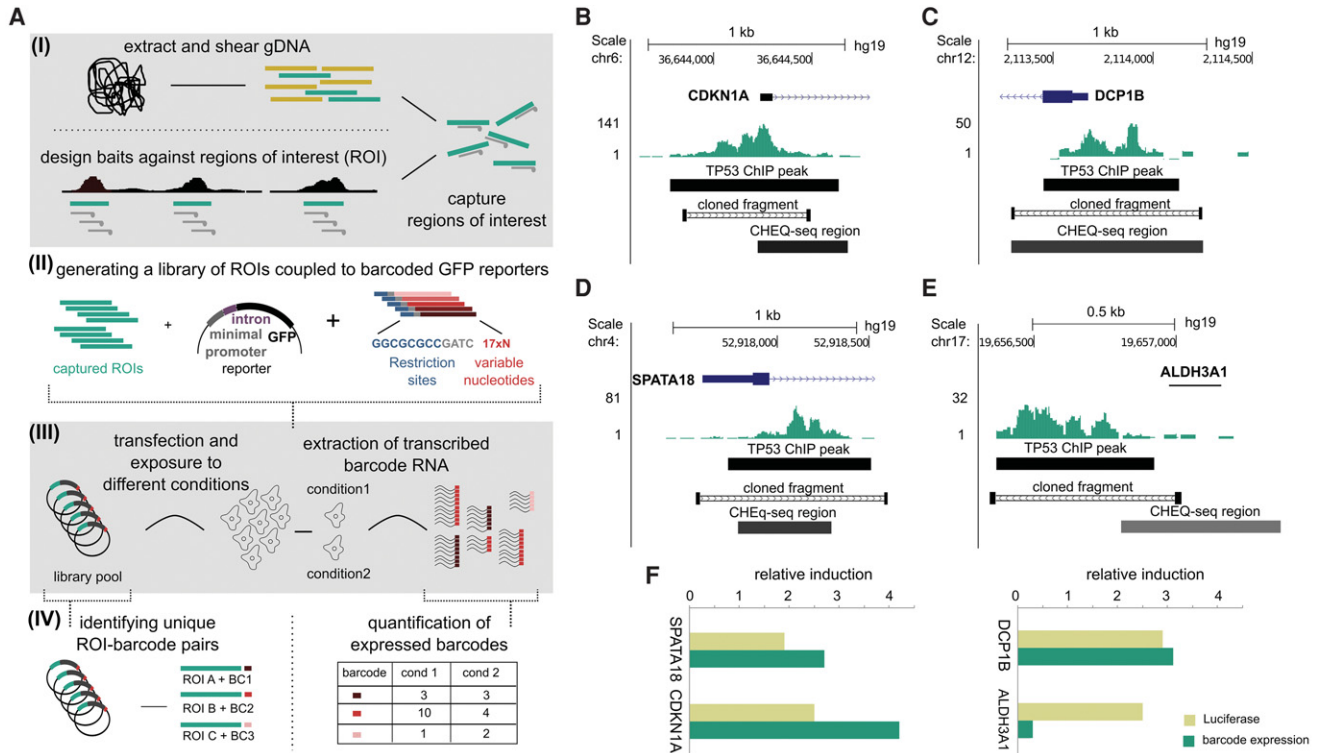 A
(I)
extract and shear gDNA
design baits against regions of interest (ROI)
capture
regions of interest
(II)
generating a library of ROIs coupled to barcoded GFP reporters
captured ROIs
+
intron
minimal
promoter
GFP
reporter
+
GGCGCGCCGATC 17xN
Restriction
sites
variable
nucleotides
(III)
transfection and
exposure to
different conditions
extraction of transcribed
barcode RNA
condition1
condition2
library pool
(IV)
identifying unique
ROI-barcode pairs
ROI A + BC1
ROI B + BC2
ROI C + BC3
quantification of
expressed barcodes
barcode cond 1 cond 2
3 3
10 4
1 2
B
Scale
chr6:
1 kb
hg19
36,644,000
36,644,500
CDKN1A
141
1
TP53 ChIP peak
cloned fragment
CHEQ-seq region
C
Scale
chr12:
1 kb
hg19
2,113,500
2,114,000
2,114,500
DCP1B
50
1
TP53 ChIP peak
cloned fragment
CHEQ-seq region
D
Scale
chr4:
1 kb
hg19
52,918,000
52,918,500
SPATA18
81
1
TP53 ChIP peak
cloned fragment
CHEq-seq region
E
Scale
chr17:
0.5 kb
hg19
19,656,500
19,657,000
ALDH3A1
32
1
TP53 ChIP peak
cloned fragment
CHEQ-seq region
F
relative induction
0 1 2 3 4
SPATA18
CDKN1A
relative induction
0 1 2 3 4
DCP1B
ALDH3A1
Luciferase
barcode expression